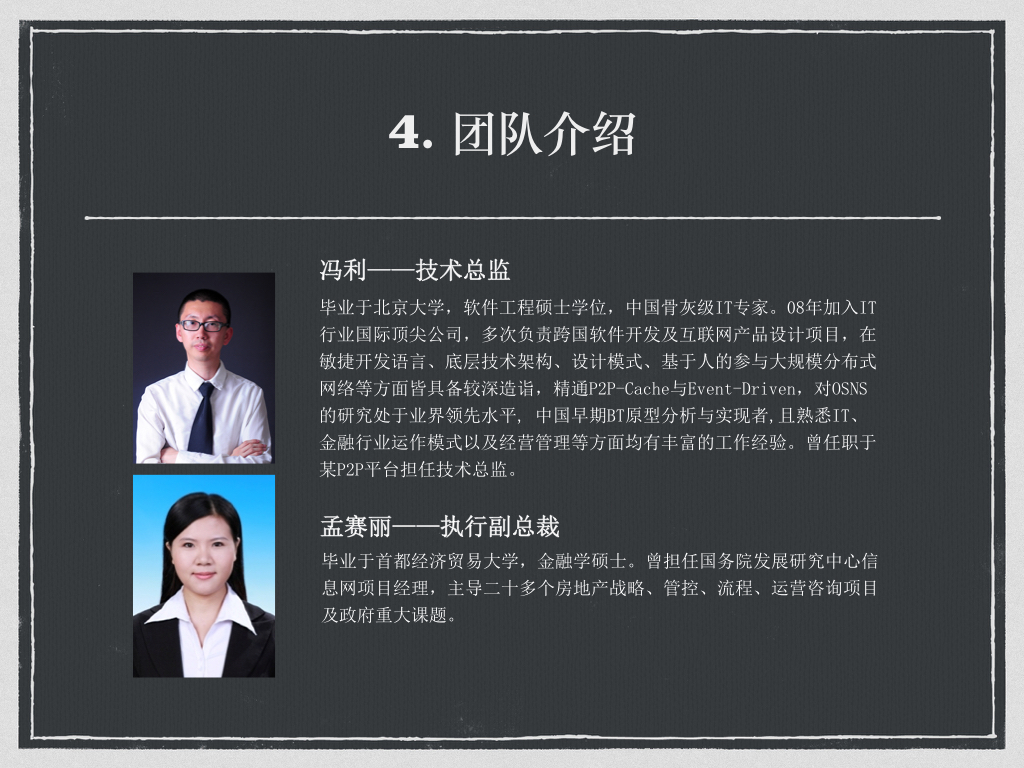 4. 团队介绍
冯利——技术总监
毕业于北京大学，软件工程硕士学位，中国骨灰级IT专家。08年加入IT
行业国际顶尖公司，多次负责跨国软件开发及互联网产品设计项目，在
敏捷开发语言、底层技术架构、设计模式、基于人的参与大规模分布式
网络等方面皆具备较深造诣，精通P2P-Cache与Event-Driven，对OSNS
的研究处于业界领先水平, 中国早期BT原型分析与实现者,且熟悉IT、
金融行业运作模式以及经营管理等方面均有丰富的工作经验。曾任职于
某P2P平台担任技术总监。
孟赛丽——执行副总裁
毕业于首都经济贸易大学，金融学硕士。曾担任国务院发展研究中心信
息网项目经理，主导二十多个房地产战略、管控、流程、运营咨询项目
及政府重大课题。